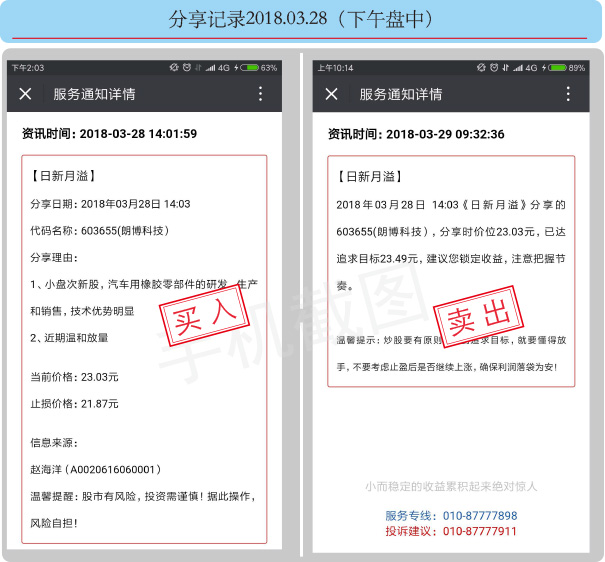 分享记录2018.03.28（下午盘中）
下午2:03
4G
63%
服务通知详情
资讯时间：2018-03-28 14:01:59
【日新月溢】
分享日期：2018年03月28日 14:03
代码名称：603655(朗博科技)
分享理由：
1、小盘次新股，汽车用橡胶零部件的研发、生产
和销售，技术优势明显
2、近期温和放量
买入
当前价格：23.03元
止损价格：21.87元
信息来源：
赵海洋（A0020616060001）
温馨提醒：股市有风险，投资需谨慎！据此操作，
风险自担！
上午10:14
4G
89%
服务通知详情
资讯时间：2018-03-29 09:32:36
【日新月溢】
2018年03月28日 14:03《日新月溢》分享的
603655(朗博科技），分享时价位23.03元，已达
追求目标23.49元，建议您锁定收益，注意把握节
奏。
卖出
温馨提示：炒股要有原则 追求目标，就要懂得放
手，不要考虑止盈后是否继续上涨，确保利润落袋为安！
小而稳定的收益累积起来绝对惊人
服务专线：010-87777898
投诉建议：010-87777911
手机截图